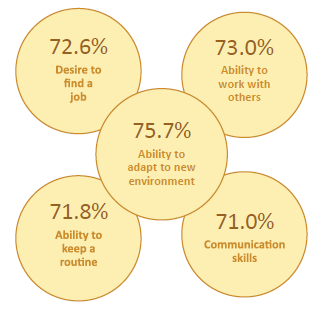 72.6%
Desire to
find a
job
73.0%
Ability to
work with
others
75.7%
Ability to
adapt to new
environment
71.8%
Ability to
keep a
routine
71.0%
Communication
skills